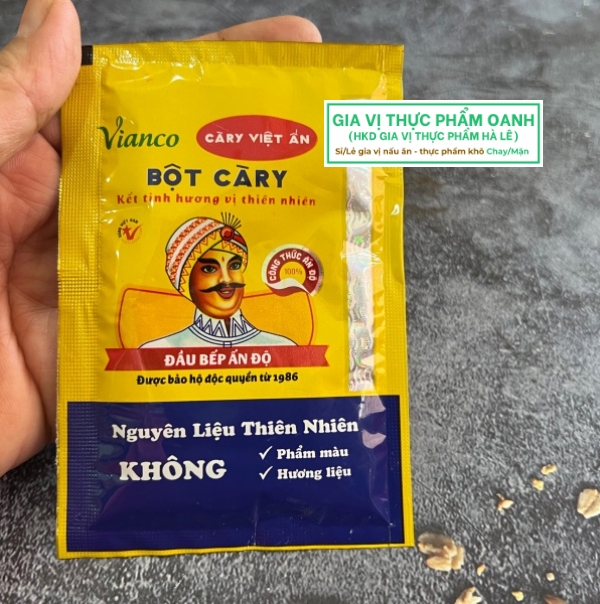 GIA VỊ THỰC PHẨM OANH
(HKD GIA VỊ THỰC PHẨM HÀ LÊ)
Sỉ/Lẻ gia vị nấu ăn - thực phẩm khô Chay/Mặn
Vianco
CÀRY VIỆT ẤN
BỘT CÀRY
Kết tinh hương vị thiên nhiên
CÔNG THỨC ẤN ĐỘ
100%
ĐẦU BẾP ẤN ĐỘ
Được bảo hộ độc quyền từ 1986
Nguyên Liệu Thiên Nhiên
KHÔNG
✓ Phẩm màu
✓ Hương liệu